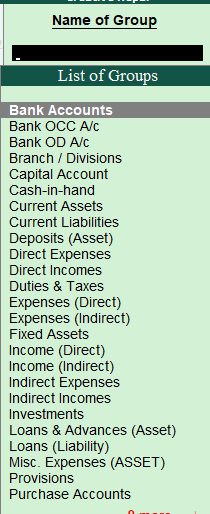 Name of Group
List of Groups
Bank Accounts
Bank OCC A/c
Bank OD A/c
Branch / Divisions
Capital Account
Cash-in-hand
Current Assets
Current Liabilities
Deposits (Asset)
Direct Expenses
Direct Incomes
Duties & Taxes
Expenses (Direct)
Expenses (Indirect)
Fixed Assets
Income (Direct)
Income (Indirect)
Indirect Expenses
Indirect Incomes
Investments
Loans & Advances (Asset)
Loans (Liability)
Misc. Expenses (ASSET)
Provisions
Purchase Accounts